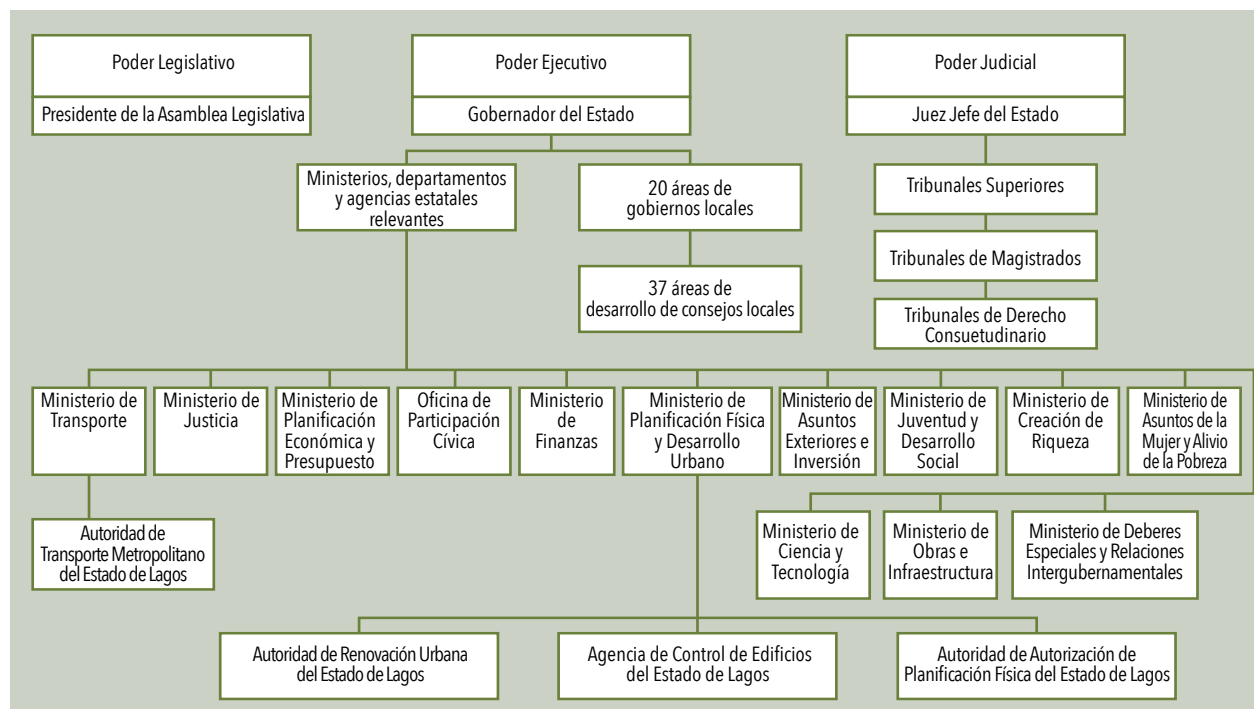 Poder Legislativo
Presidente de la Asamblea Legislativa
Poder Ejecutivo
Gobernador del Estado
Poder Judicial
Juez Jefe del Estado
Ministerios, departamentos
y agencias estatales
relevantes
20 áreas de
gobiernos locales
37 áreas de
desarrollo de consejos locales
Tribunales Superiores
Tribunales de Magistrados
Tribunales de Derecho
Consuetudinario
Ministerio de
Transporte
Ministerio de
Justicia
Ministerio de
Planificación
Económica y
Presupuesto
Oficina de
Participación
Cívica
Ministerio
de
Finanzas
Ministerio de
Planificación Física
y Desarrollo
Urbano
Ministerio de
Asuntos
Exteriores e
Inversión
Ministerio de
Juventud y
Desarrollo
Social
Ministerio de
Creación de
Riqueza
Ministerio de
Asuntos de la
Mujer y Alivio
de la Pobreza
Autoridad de
Transporte Metropolitano
del Estado de Lagos
Ministerio de
Ciencia y
Tecnología
Ministerio de
Obras e
Infraestructura
Ministerio de Deberes
Especiales y Relaciones
Intergubernamentales
Autoridad de Renovación Urbana
del Estado de Lagos
Agencia de Control de Edificios
del Estado de Lagos
Autoridad de Autorización de
Planificación Física del Estado de Lagos